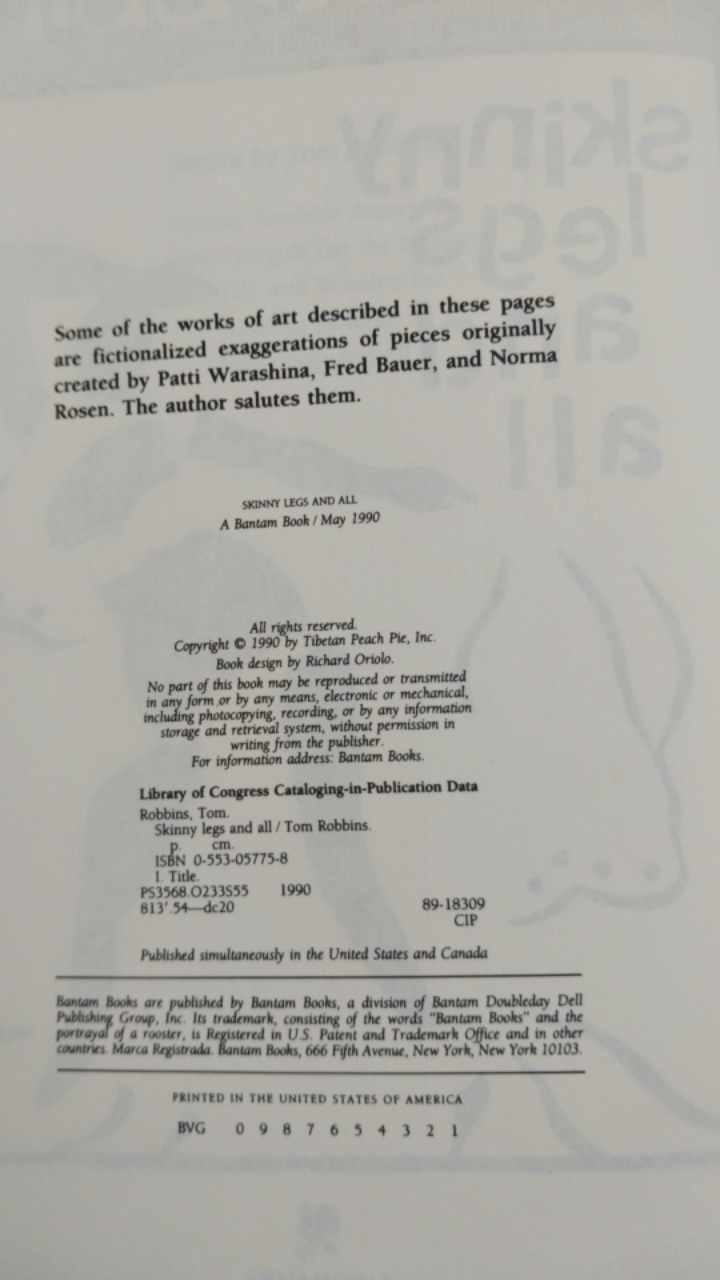 skinny
legs
a
all
Some of the works of art described in these pages
are fictionalized exaggerations of pieces originally
created by Patti Warashina, Fred Bauer, and Norma
Rosen. The author salutes them.
SKINNY LEGS AND ALL
A Bantam Book / May 1990
All rights reserved.
Copyright © 1990 by Tibetan Peach Pie, Inc.
Book design by Richard Oriolo.
No part of this book may be reproduced or transmitted
in any form or by any means, electronic or mechanical,
including photocopying, recording, or by any information
storage and retrieval system, without permission in
writing from the publisher.
For information address: Bantam Books.
Library of Congress Cataloging-in-Publication Data
Robbins, Tom.
Skinny legs and all / Tom Robbins.
p. cm.
ISBN 0-553-05775-8
I. Title.
PS3568.O233S55 1990
813'.54—dc20 89-18309
CIP
Published simultaneously in the United States and Canada
Bantam Books are published by Bantam Books, a division of Bantam Doubleday Dell
Publishing Group, Inc. Its trademark, consisting of the words "Bantam Books" and the
portrayal of a rooster, is Registered in U.S. Patent and Trademark Office and in other
countries. Marca Registrada. Bantam Books, 666 Fifth Avenue, New York, New York 10103.
PRINTED IN THE UNITED STATES OF AMERICA
BVG 0 9 8 7 6 5 4 3 2 1